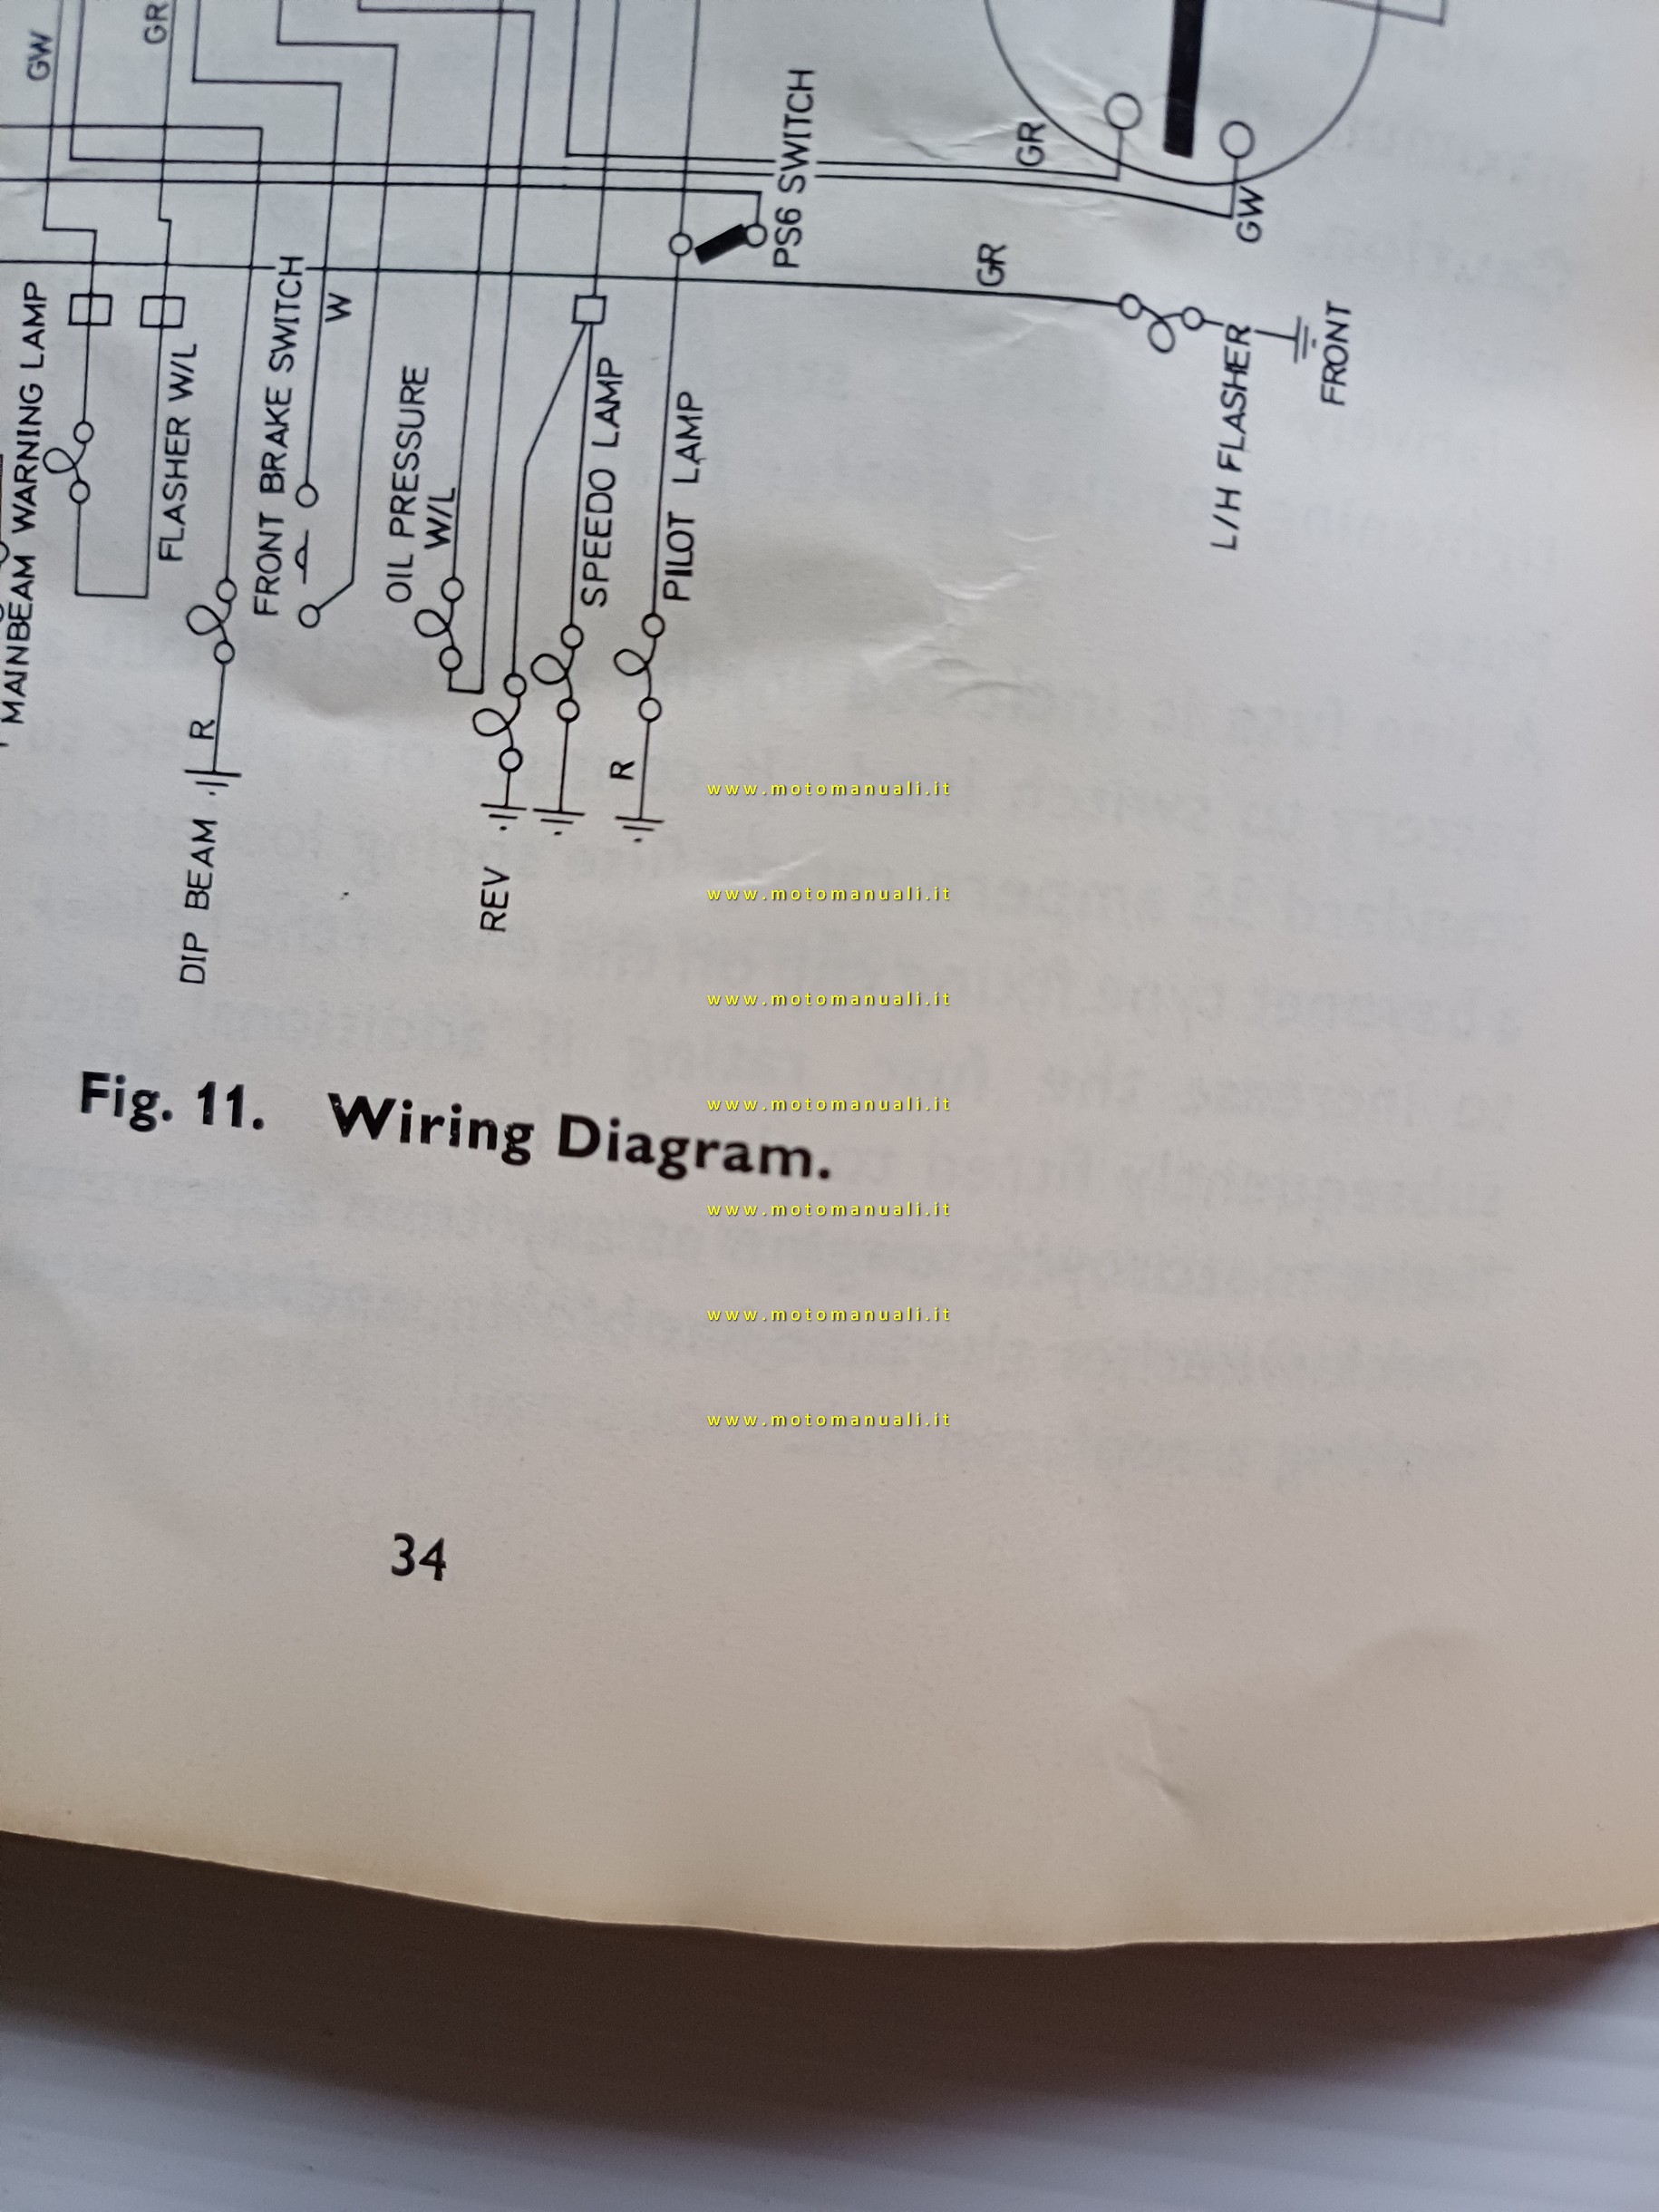 GW
GR
MAINBEAM WARNING LAMP
FLASHER W/L
R
DIP BEAM
FRONT BRAKE SWITCH
W
OIL PRESSURE
W/L
REV
SPEEDO LAMP
R
PILOT LAMP
PS6 SWITCH
GR
GW
GR
L/H FLASHER
FRONT
www.motomanuali.it
www.motomanuali.it
www.motomanuali.it
www.motomanuali.it
www.motomanuali.it
www.motomanuali.it
www.motomanuali.it
Fig. 11. Wiring Diagram.
34